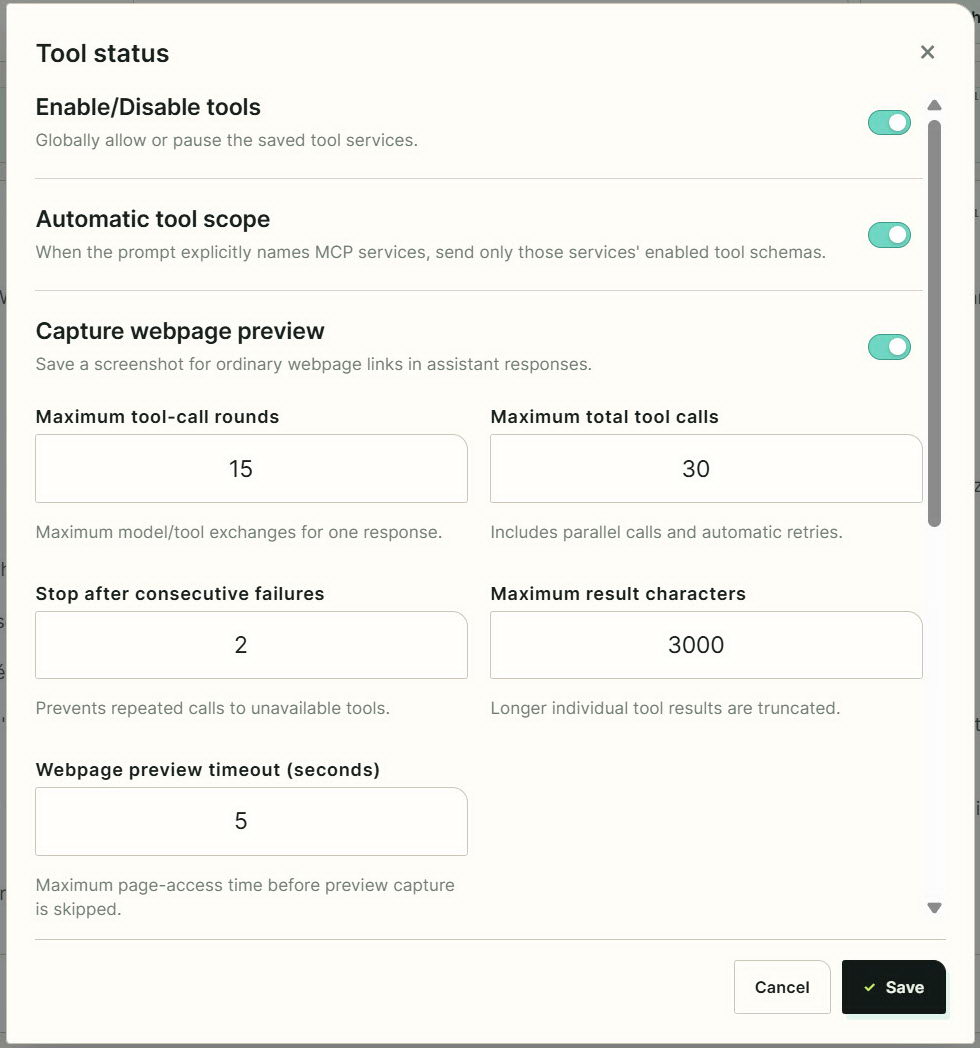 Tool status
Enable/Disable tools
Globally allow or pause the saved tool services.
Automatic tool scope
When the prompt explicitly names MCP services, send only those services' enabled tool schemas.
Capture webpage preview
Save a screenshot for ordinary webpage links in assistant responses.
Maximum tool-call rounds
15
Maximum model/tool exchanges for one response.
Maximum total tool calls
30
Includes parallel calls and automatic retries.
Stop after consecutive failures
2
Prevents repeated calls to unavailable tools.
Maximum result characters
3000
Longer individual tool results are truncated.
Webpage preview timeout (seconds)
5
Maximum page-access time before preview capture
is skipped.
Cancel
Save